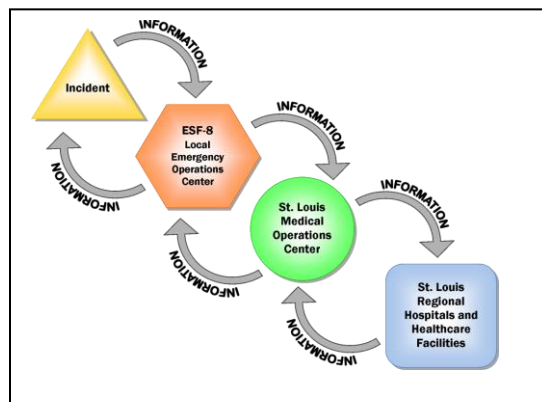 INFORMATION
Incident
INFORMATION
ESF-8
Local
Emergency
Operations
Center
INFORMATION
INFORMATION
St. Louis
Medical
Operations
Center
INFORMATION
INFORMATION
St. Louis
Regional
Hospitals and
Healthcare
Facilities